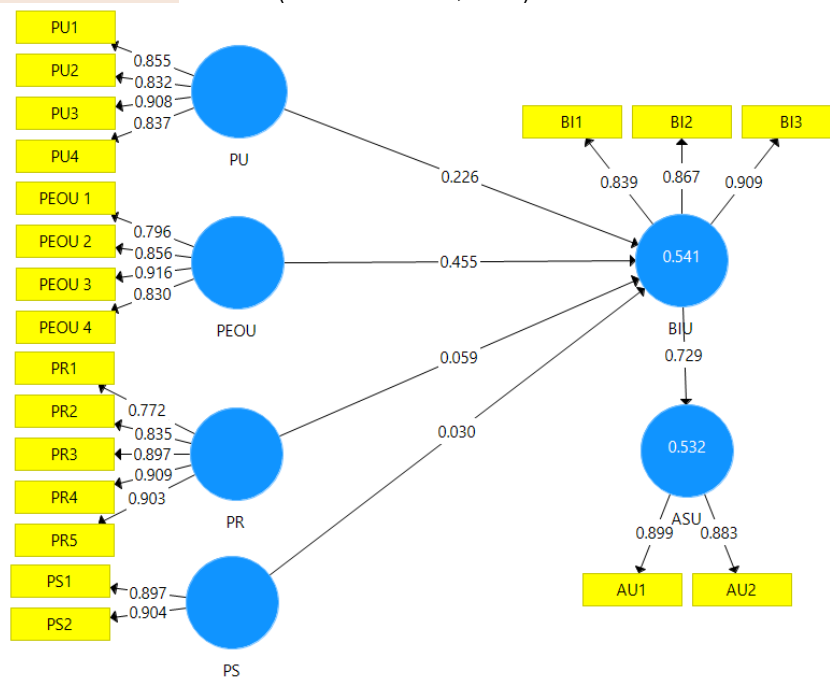 PU1
PU2
PU3
PU4
0.855
0.832
0.908
0.837
PU
PEOU 1
PEOU 2
PEOU 3
PEOU 4
0.796
0.856
0.916
0.830
PEOU
PR1
PR2
PR3
PR4
PR5
0.772
0.835
0.897
0.909
0.903
PR
PS1
PS2
0.897
0.904
PS
0.226
0.455
0.059
0.030
BI1
BI2
BI3
0.839
0.867
0.909
0.541
BIU
0.729
0.532
ASU
0.899
0.883
AU1
AU2